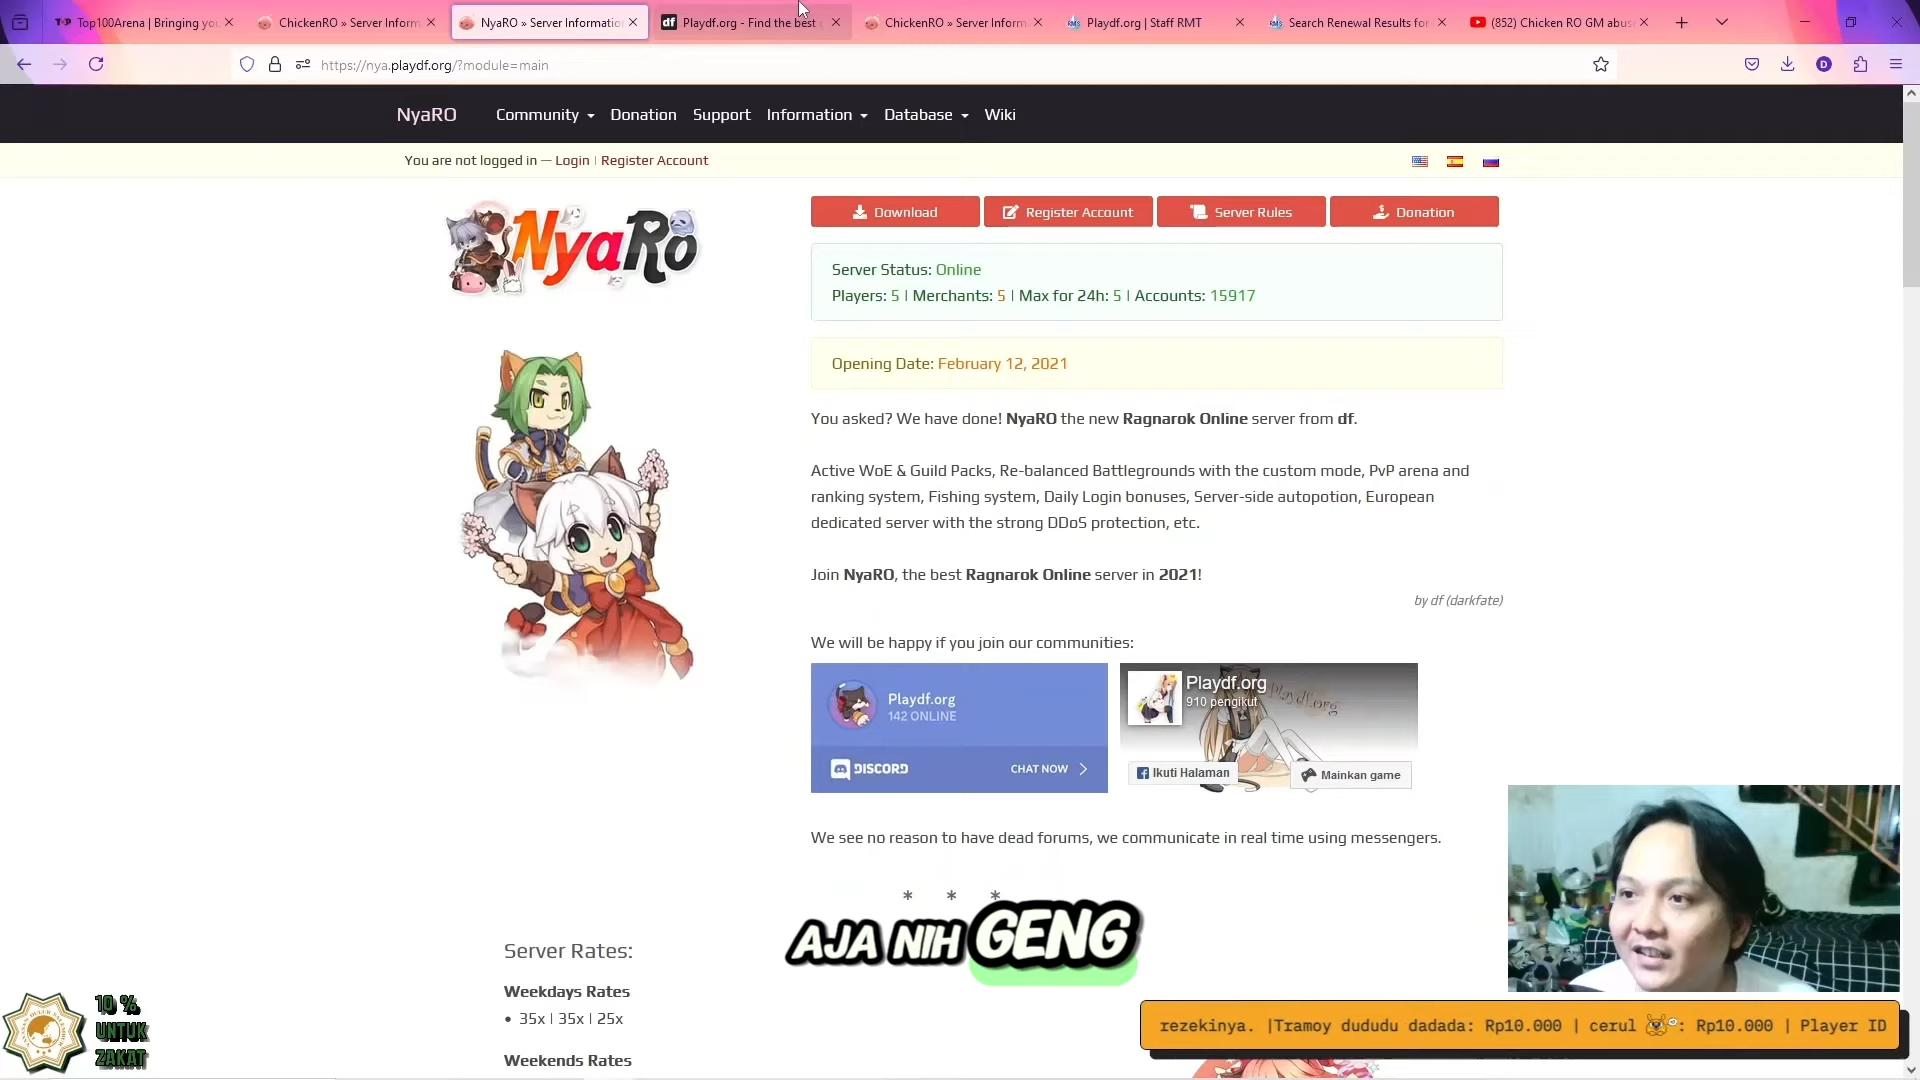 Top100Arena | Bringing you
ChickenRO » Server Inform
NyaRO » Server Informatio
Playdf.org - Find the best
ChickenRO » Server Inform
Playdf.org | Staff RMT
Search Renewal Results for
(852) Chicken RO GM abus
https://nya.playdf.org/?module=main
NyaRO Community Donation Support Information Database Wiki
You are not logged in — Login | Register Account
NyaRo
Download Register Account Server Rules Donation
Server Status: Online
Players: 5 | Merchants: 5 | Max for 24h: 5 | Accounts: 15917
Opening Date: February 12, 2021
You asked? We have done! NyaRO the new Ragnarok Online server from df.
Active WoE & Guild Packs, Re-balanced Battlegrounds with the custom mode, PvP arena and
ranking system, Fishing system, Daily Login bonuses, Server-side autopotion, European
dedicated server with the strong DDoS protection, etc.
Join NyaRO, the best Ragnarok Online server in 2021!
by df (darkfate)
We will be happy if you join our communities:
Playdf.org
142 ONLINE
DISCORD CHAT NOW
Playdf.org
910 pengikut
Playdf.org
Ikuti Halaman Mainkan game
We see no reason to have dead forums, we communicate in real time using messengers.
* * *
AJA NIH GENG
Server Rates:
Weekdays Rates
• 35x | 35x | 25x
Weekends Rates
10 %
UNTUK
ZAKAT
rezekinya. |Tramoy dududu dadada: Rp10.000 | cerul : Rp10.000 | Player ID